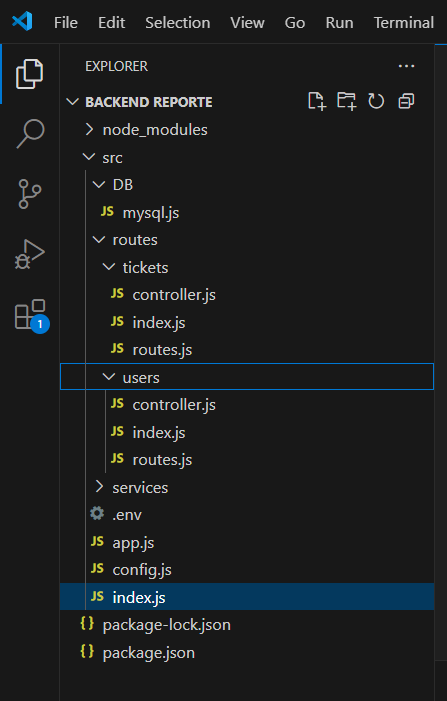 File Edit Selection View Go Run Terminal
EXPLORER ...
BACKEND REPORTE
node_modules
src
DB
JS mysql.js
routes
tickets
JS controller.js
JS index.js
JS routes.js
users
JS controller.js
JS index.js
JS routes.js
services
.env
JS app.js
JS config.js
JS index.js
{} package-lock.json
{} package.json
1